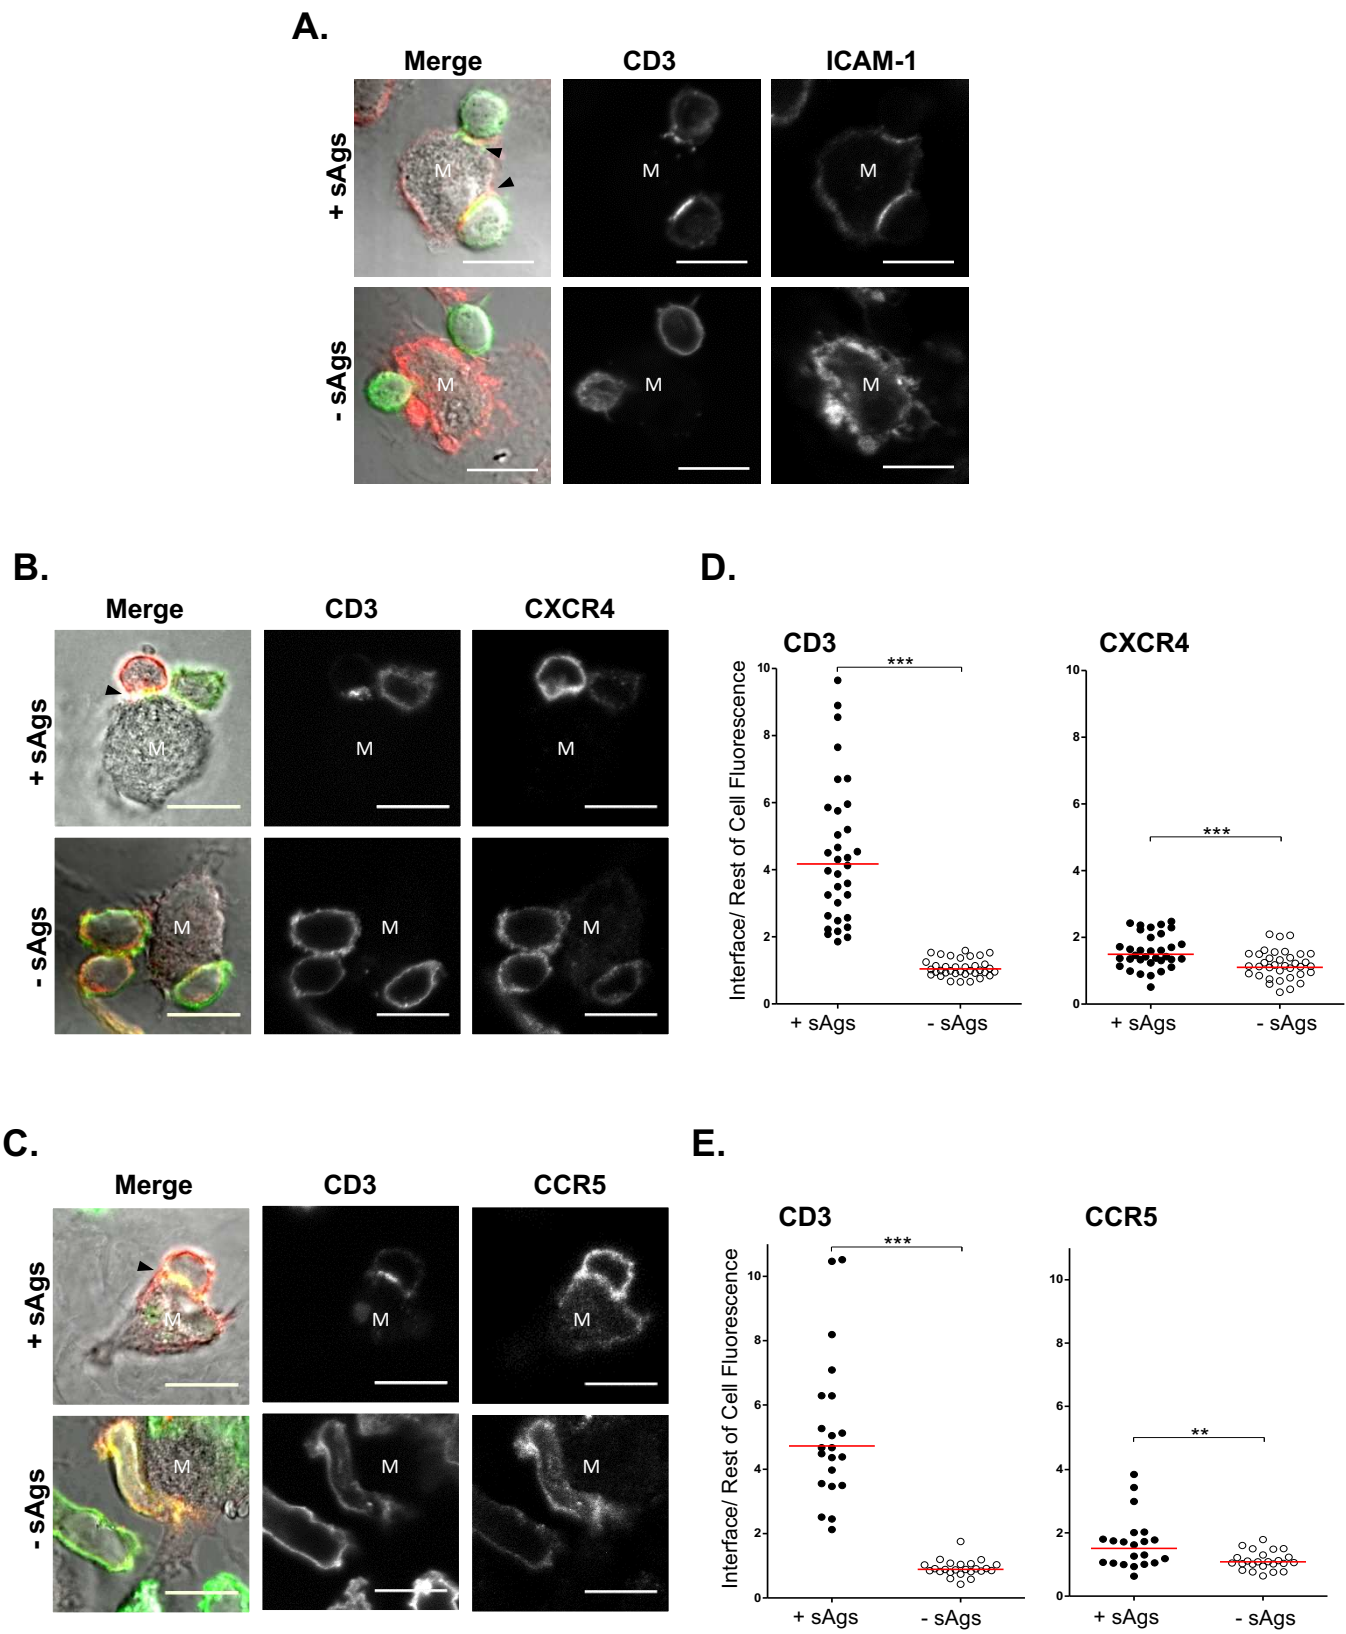 A.
Merge CD3 ICAM-1
+ sAgs
M M M
- sAgs
M M M
B.
Merge CD3 CXCR4
+ sAgs
M M M
- sAgs
M M M
D.
CD3 CXCR4
Interface/ Rest of Cell Fluorescence
10
8
6
4
2
0
***
+ sAgs - sAgs
10
8
6
4
2
0
***
+ sAgs - sAgs
C.
Merge CD3 CCR5
+ sAgs
M M M
- sAgs
M M M
E.
CD3 CCR5
Interface/ Rest of Cell Fluorescence
10
8
6
4
2
0
***
+ sAgs - sAgs
10
8
6
4
2
0
**
+ sAgs - sAgs